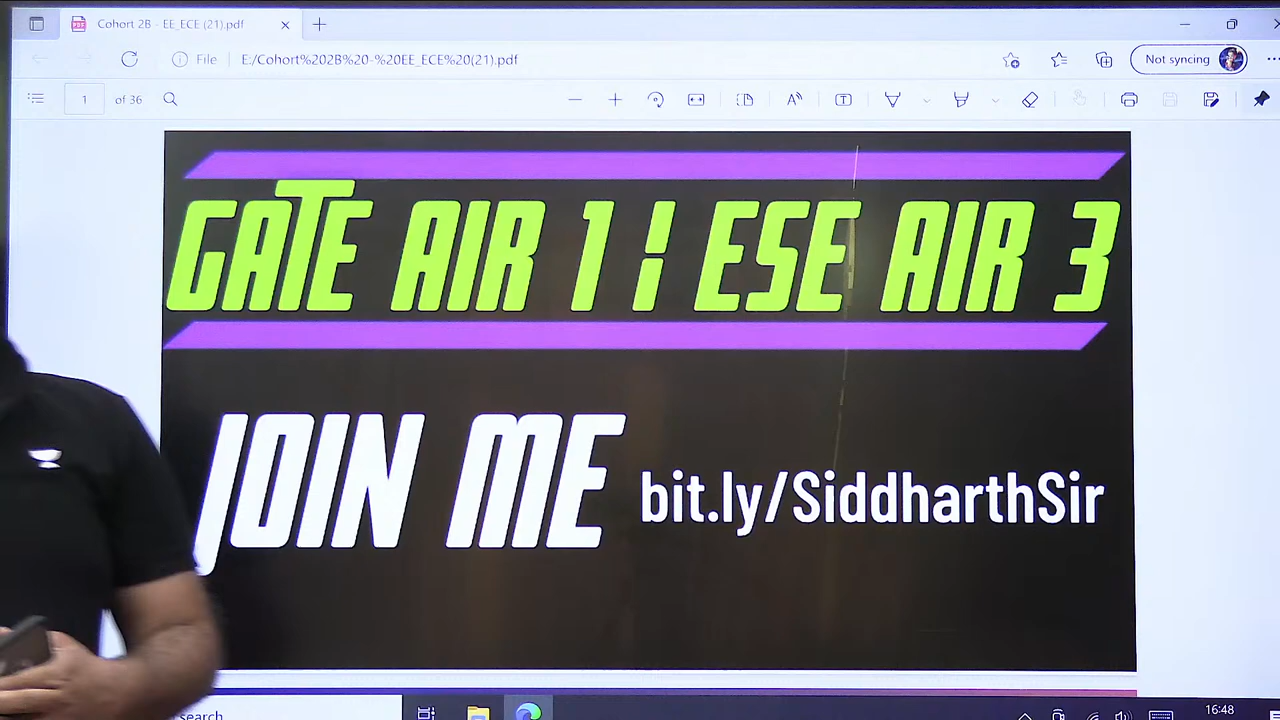 Cohort 2B - EE_ECE (21).pdf
File E:/Cohort%202B%20-%20EE_ECE%20(21).pdf
Not syncing
1 of 36
GATE AIR 1 | ESE AIR 3
JOIN ME bit.ly/SiddharthSir
search
16:48